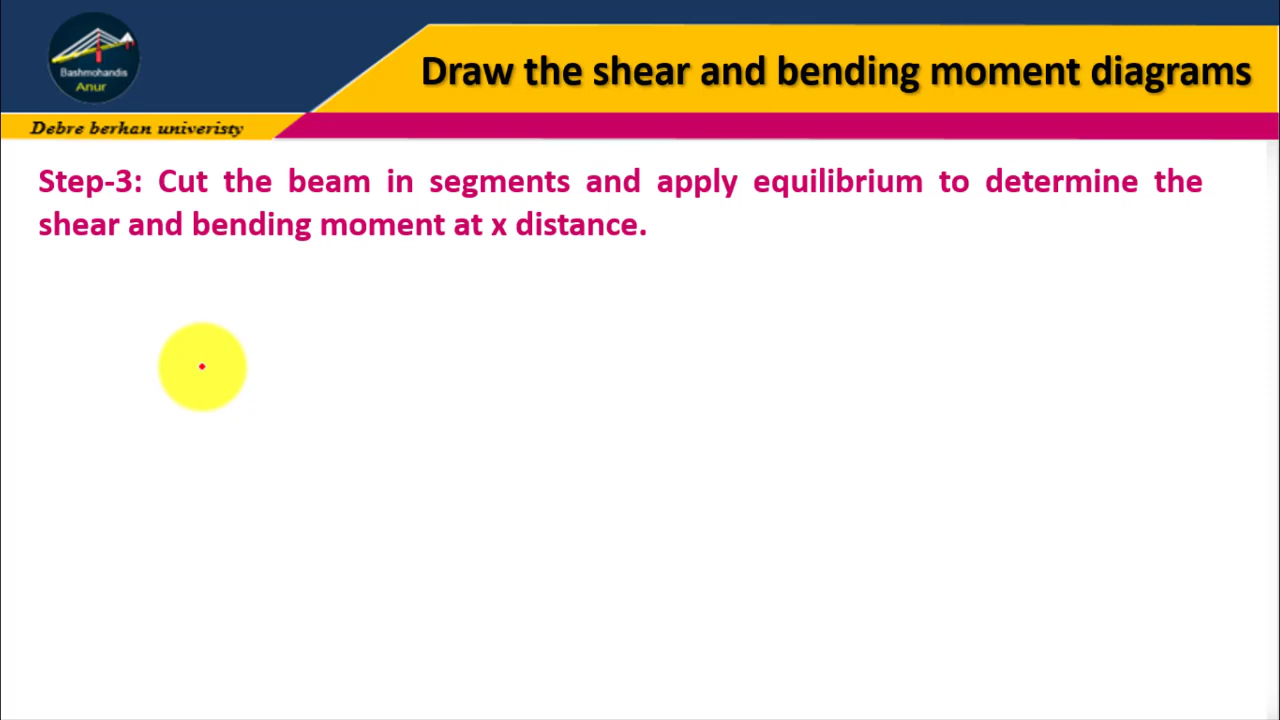 Bashmohandis
Anur
Draw the shear and bending moment diagrams
Debre berhan univeristy
Step-3: Cut the beam in segments and apply equilibrium to determine the
shear and bending moment at x distance.